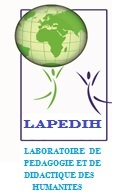 LAPEDIH
LABORATOIRE DE
PEDAGOGIE ET DE
DIDACTIQUE DES
HUMANITES